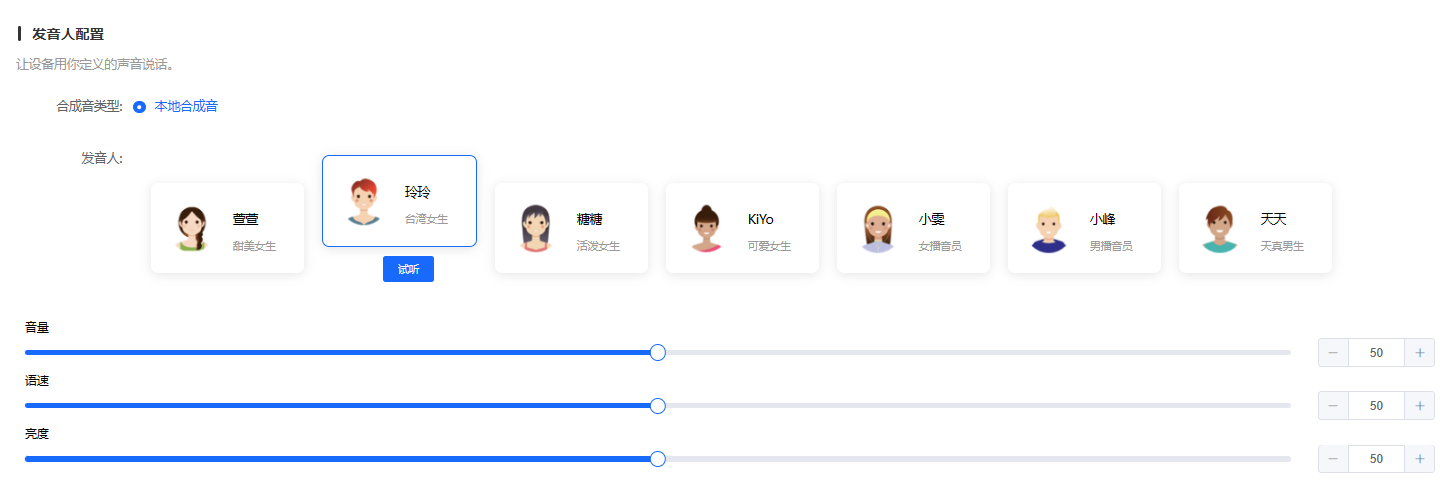 发音人配置
让设备用你定义的声音说话。
合成音类型: 本地合成音
发音人:
萱萱
甜美女生
玲玲
台湾女生
试听
糖糖
活泼女生
KiYo
可爱女生
小雯
女播音员
小峰
男播音员
天天
天真男生
音量
50
语速
50
亮度
50